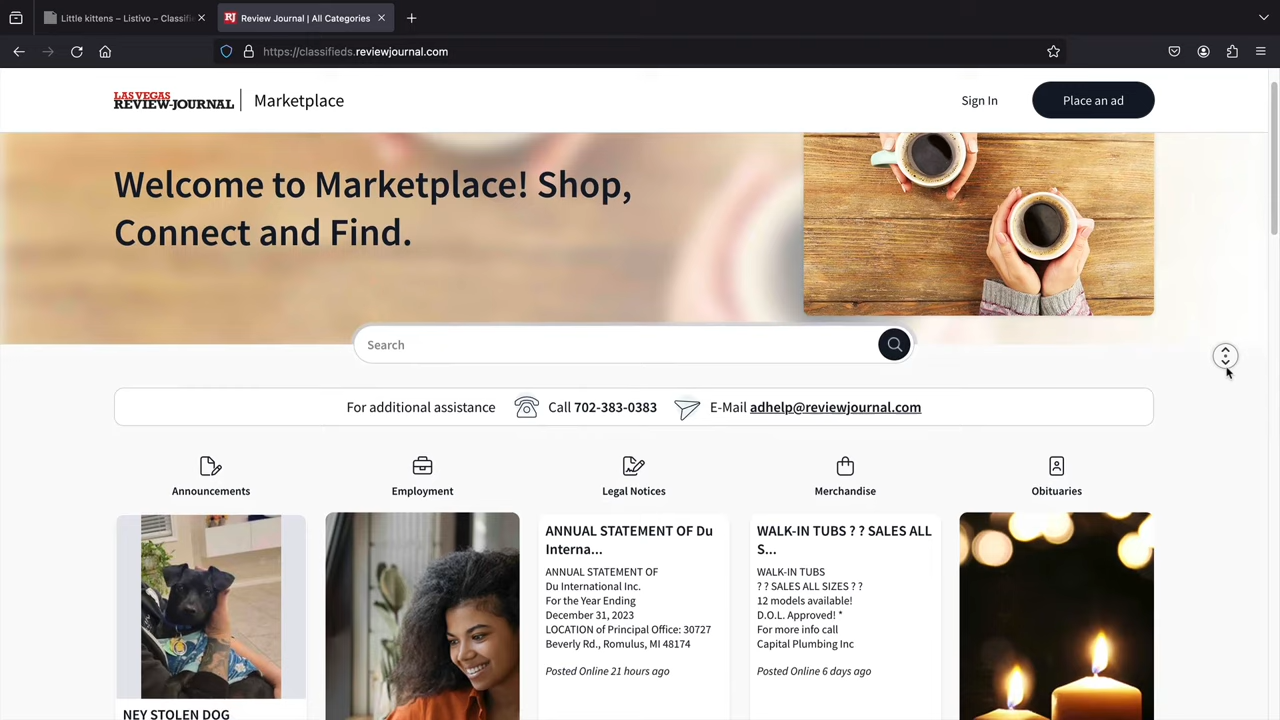 Little kittens – Listivo – Classifi
Review Journal | All Categories
https://classifieds.reviewjournal.com
LAS VEGAS
REVIEW-JOURNAL
Marketplace
Sign In
Place an ad
Welcome to Marketplace! Shop,
Connect and Find.
Search
For additional assistance
Call 702-383-0383
E-Mail adhelp@reviewjournal.com
Announcements
Employment
Legal Notices
Merchandise
Obituaries
NEY STOLEN DOG
ANNUAL STATEMENT OF Du
Interna...
ANNUAL STATEMENT OF
Du International Inc.
For the Year Ending
December 31, 2023
LOCATION of Principal Office: 30727
Beverly Rd., Romulus, MI 48174
Posted Online 21 hours ago
WALK-IN TUBS ? ? SALES ALL
S...
WALK-IN TUBS
? ? SALES ALL SIZES ? ?
12 models available!
D.O.L. Approved! *
For more info call
Capital Plumbing Inc
Posted Online 6 days ago